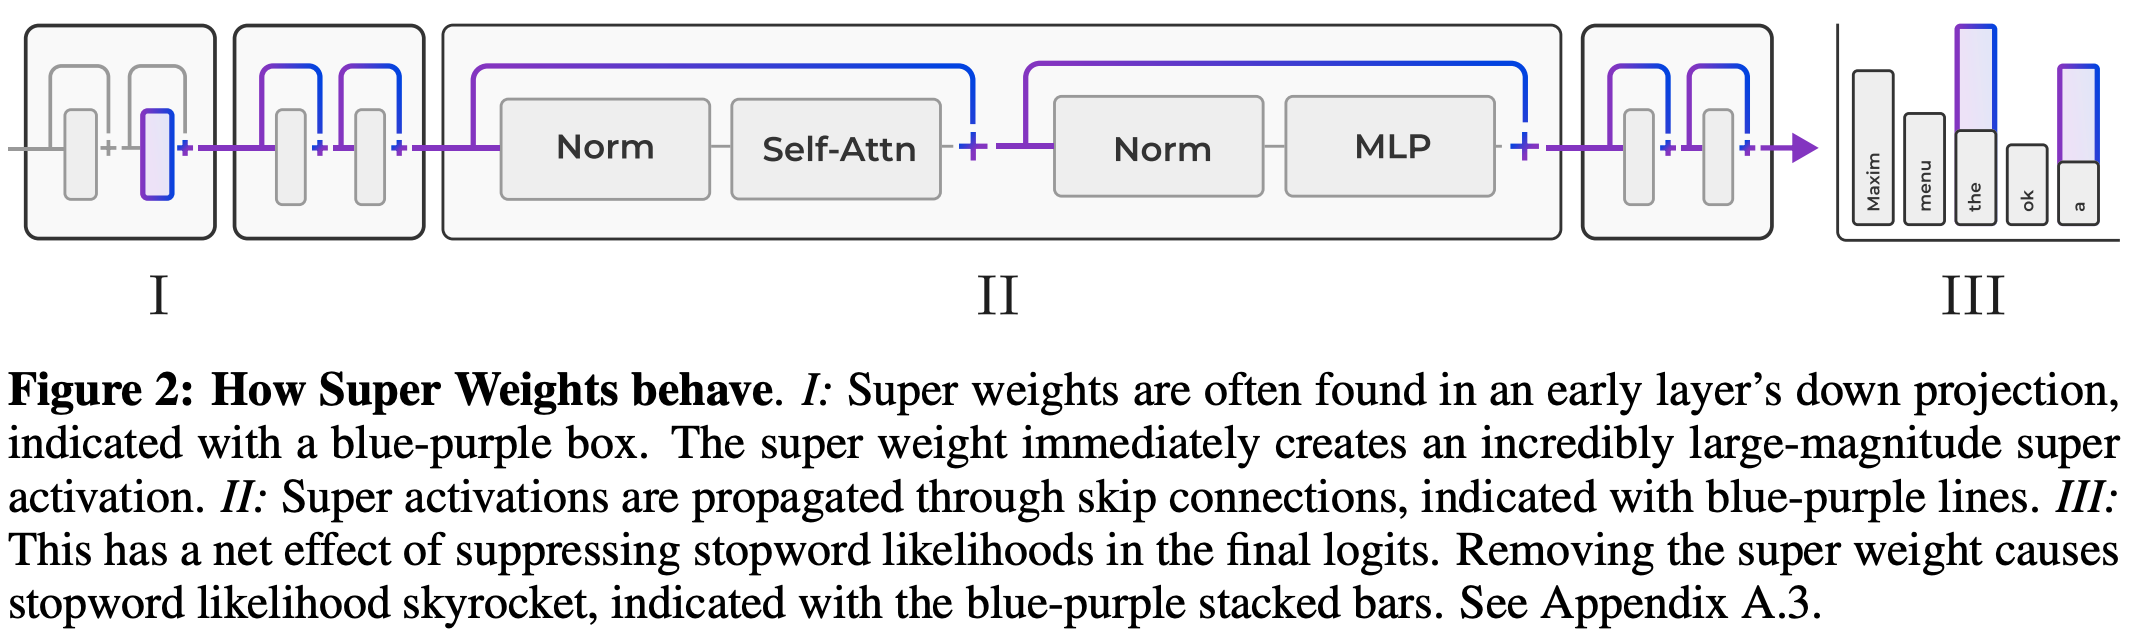 Norm
Self-Attn
+
Norm
MLP
+
Maxim
menu
the
ok
a
I
II
III
Figure 2: How Super Weights behave. I: Super weights are often found in an early layer’s down projection,
indicated with a blue-purple box. The super weight immediately creates an incredibly large-magnitude super
activation. II: Super activations are propagated through skip connections, indicated with blue-purple lines. III:
This has a net effect of suppressing stopword likelihoods in the final logits. Removing the super weight causes
stopword likelihood skyrocket, indicated with the blue-purple stacked bars. See Appendix A.3.